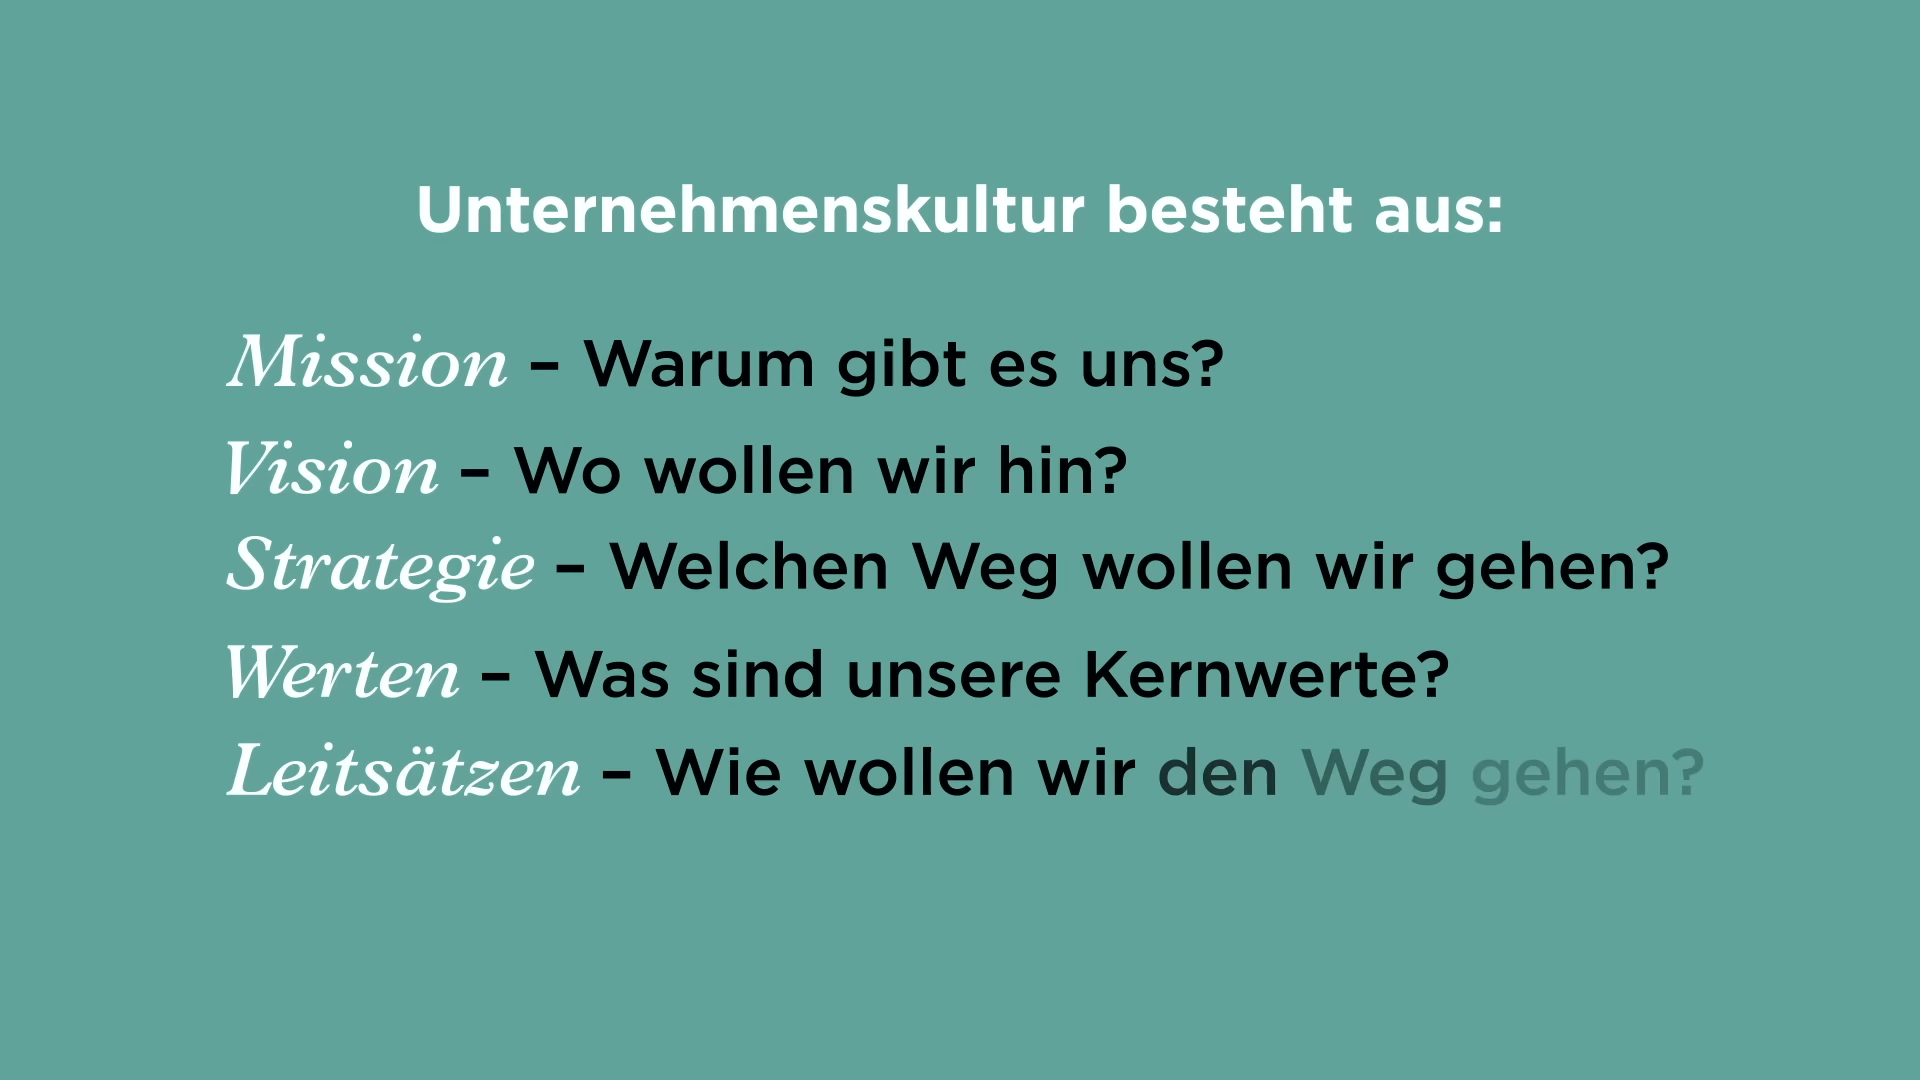 Unternehmenskultur besteht aus:
Mission – Warum gibt es uns?
Vision – Wo wollen wir hin?
Strategie – Welchen Weg wollen wir gehen?
Werten – Was sind unsere Kernwerte?
Leitsätzen – Wie wollen wir den Weg gehen?